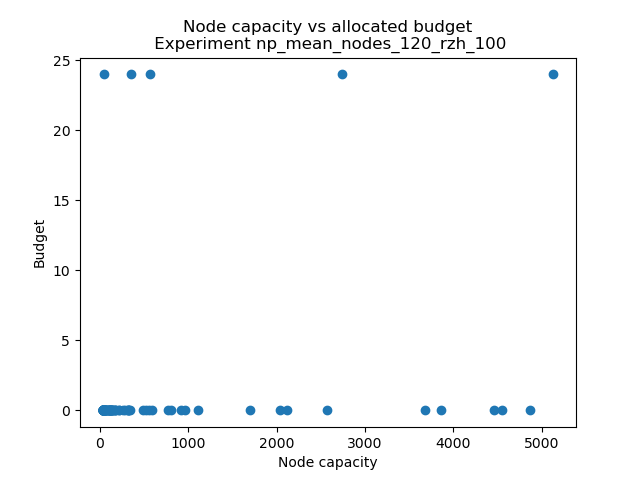 Node capacity vs allocated budget
Experiment np_mean_nodes_120_rzh_100
25
20
15
10
5
0
Budget
0 1000 2000 3000 4000 5000
Node capacity